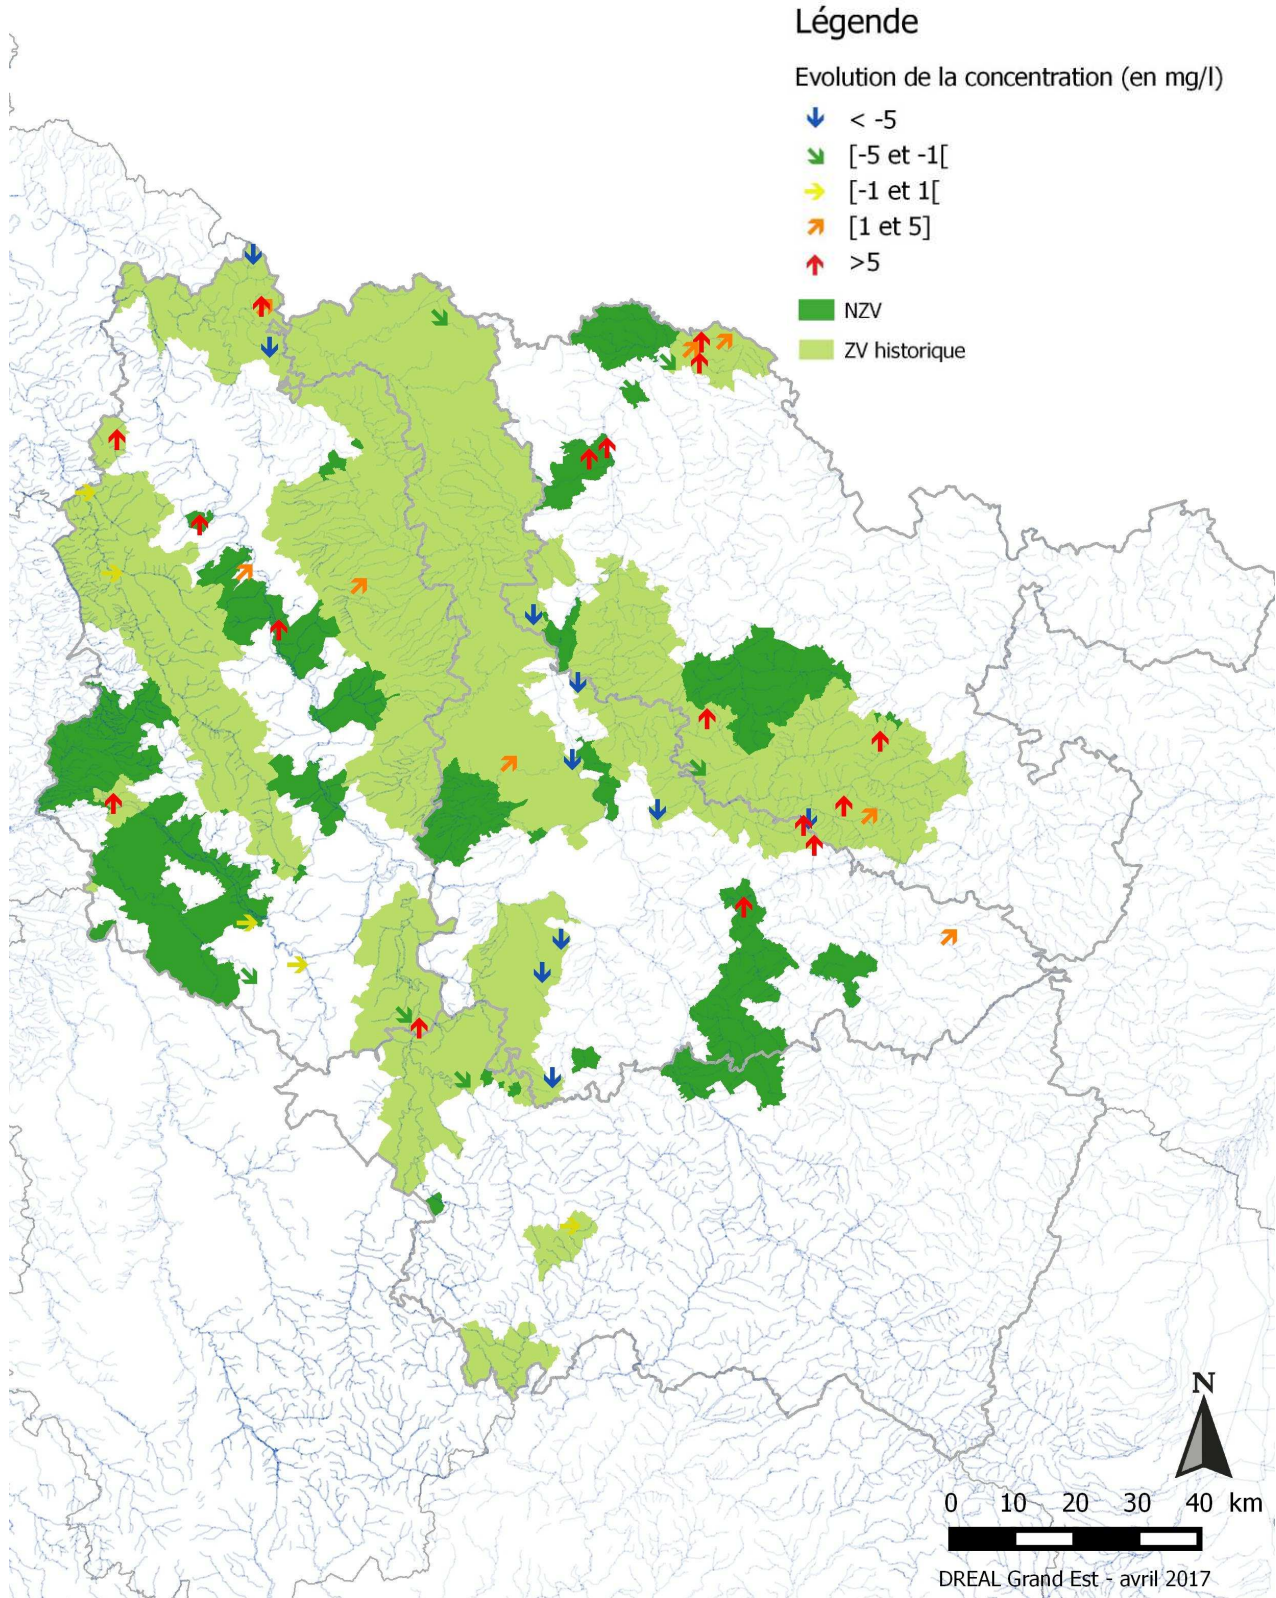 Légende
Evolution de la concentration (en mg/l)
< -5
[-5 et -1[
[-1 et 1[
[1 et 5]
>5
NZV
ZV historique
N
0 10 20 30 40 km
DREAL Grand Est - avril 2017